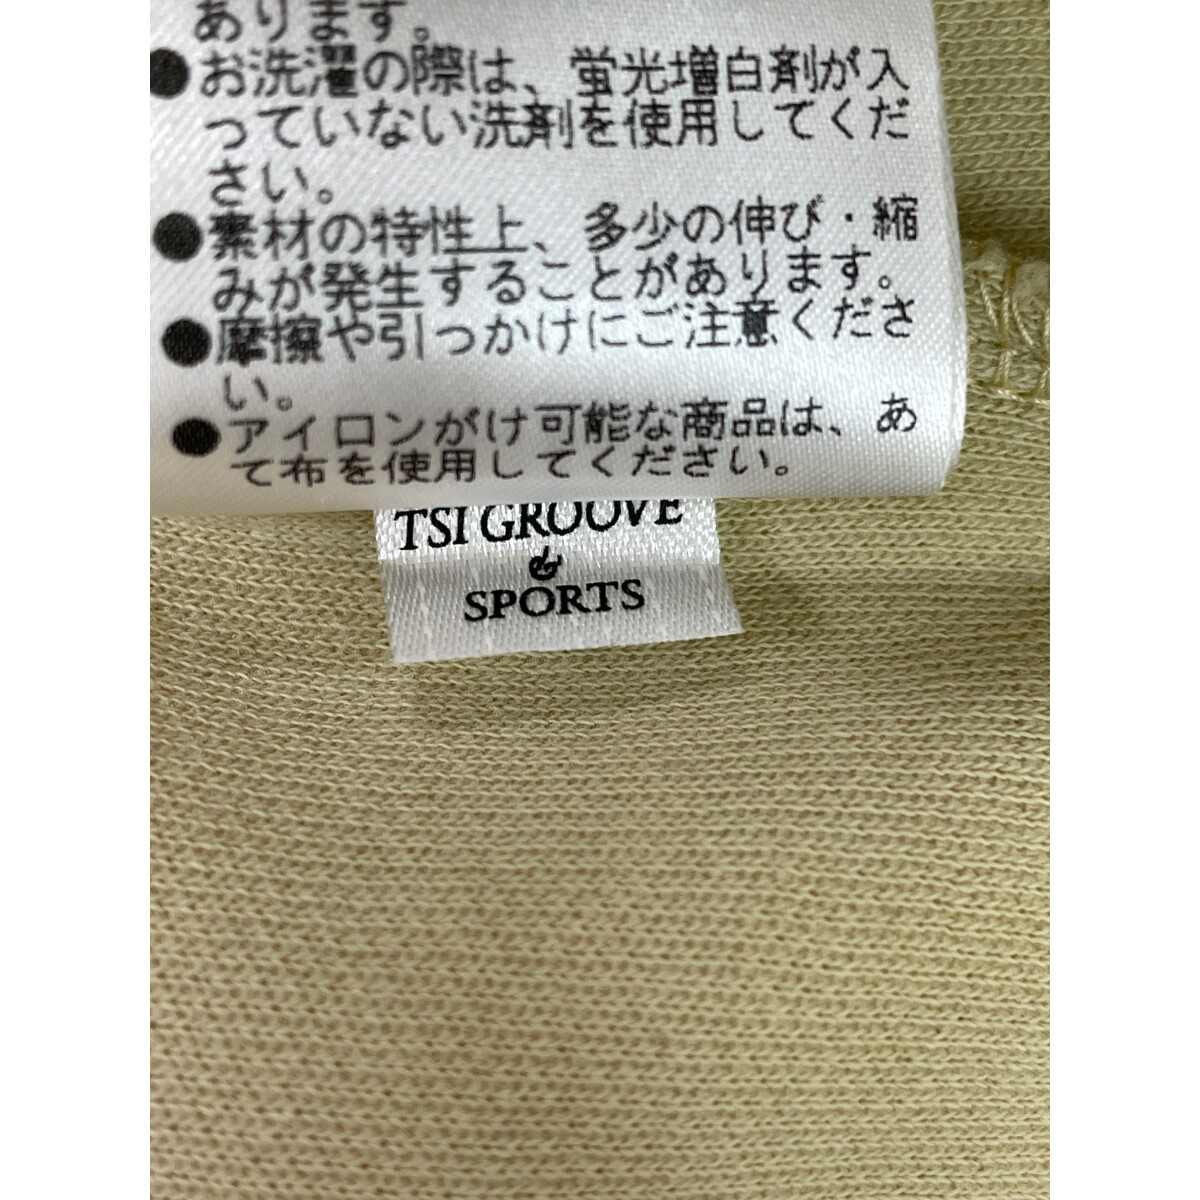 あります。
●お洗濯の際は、蛍光増白剤が入
っていない洗剤を使用してくだ
さい。
●素材の特性上、多少の伸び・縮
みが発生することがあります。
●摩擦や引っかけにご注意くださ
い。
●アイロンがけ可能な商品は、あ
て布を使用してください。
TSI GROOVE
&
SPORTS